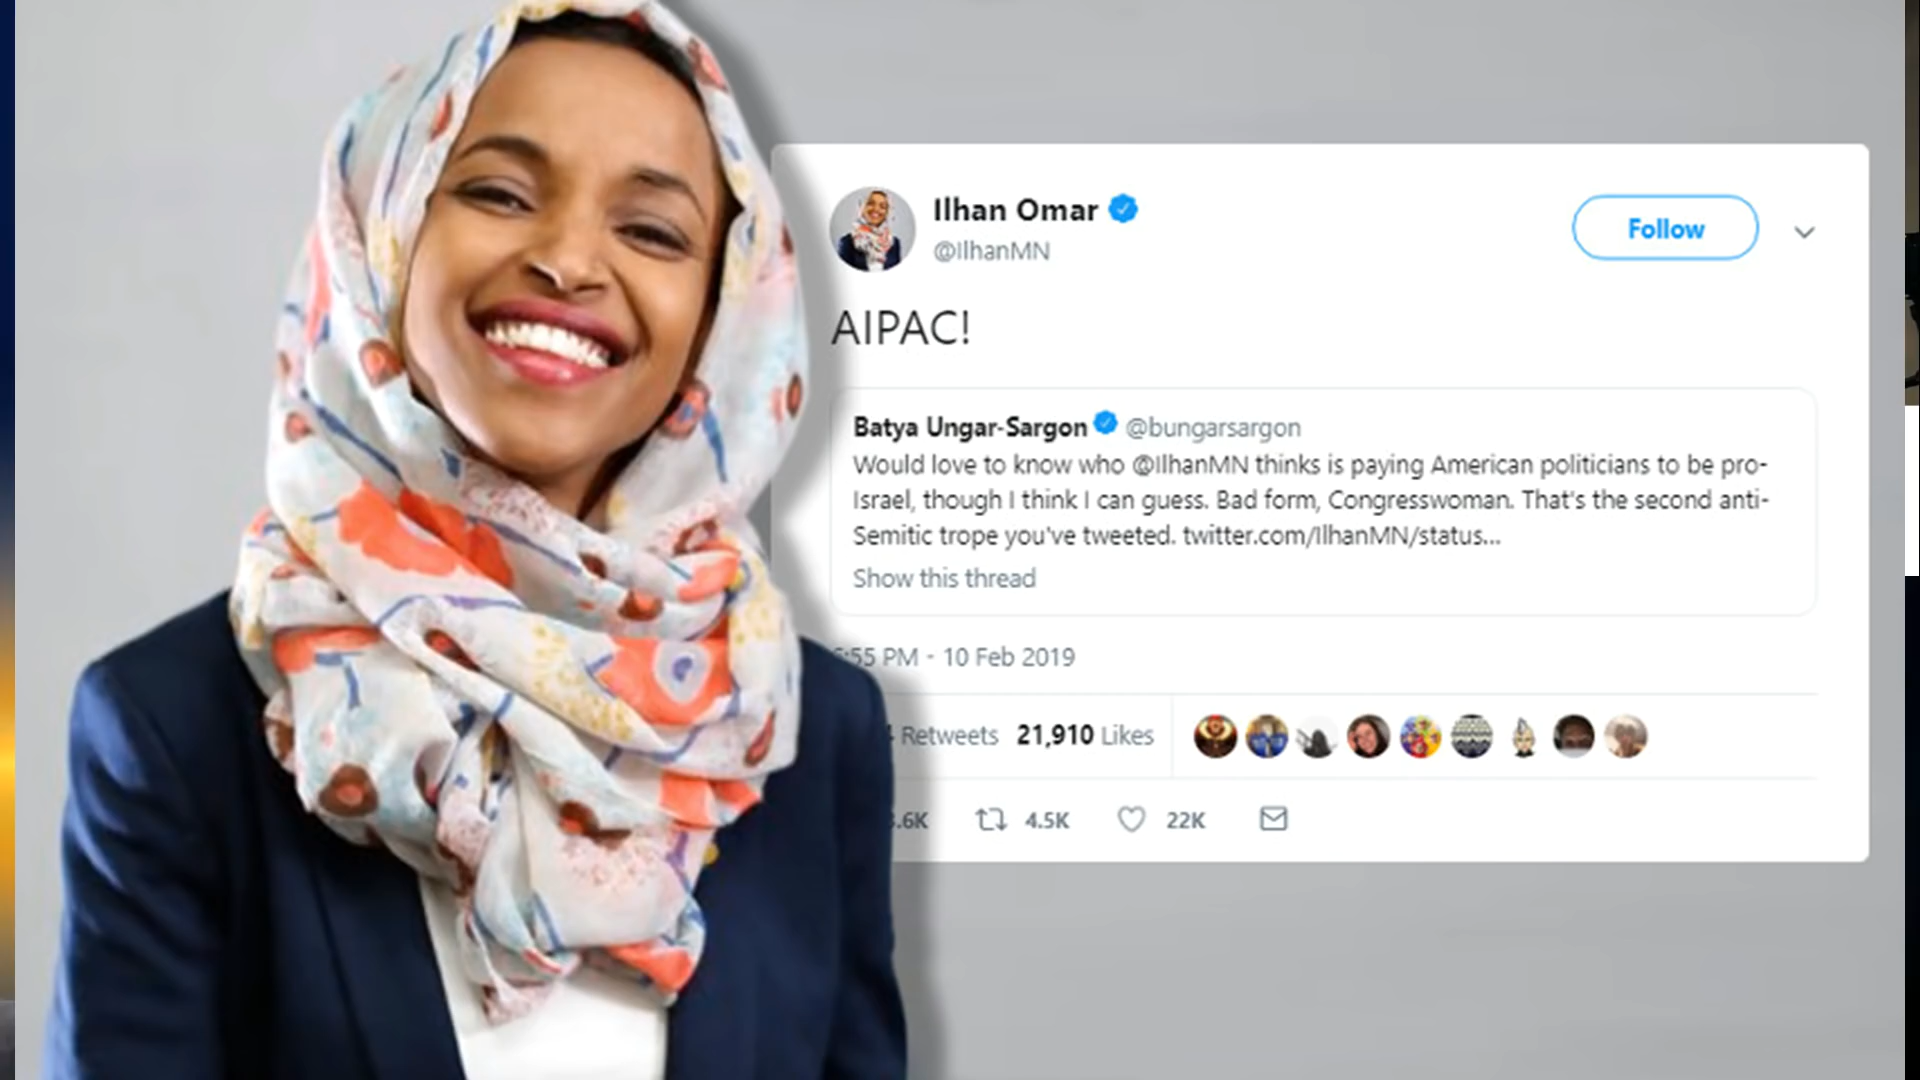 Ilhan Omar
@IlhanMN
Follow
AIPAC!
Batya Ungar-Sargon @bungarsargon
Would love to know who @IlhanMN thinks is paying American politicians to be pro-
Israel, though I think I can guess. Bad form, Congresswoman. That's the second anti-
Semitic trope you've tweeted. twitter.com/IlhanMN/status...
Show this thread
:55 PM - 10 Feb 2019
Retweets 21,910 Likes
.6K 4.5K 22K